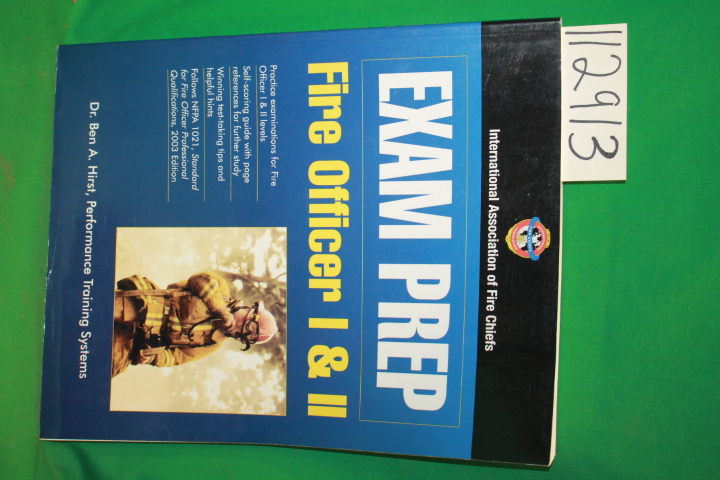 112913
International Association of Fire Chiefs
EXAM PREP
Fire Officer I & II
Practice examinations for Fire
Officer I & II levels
Self-scoring guide with page
references for further study
Winning test-taking tips and
helpful hints
Follows NFPA 1021, Standard
for Fire Officer Professional
Qualifications, 2003 Edition
Dr. Ben A. Hirst, Performance Training Systems